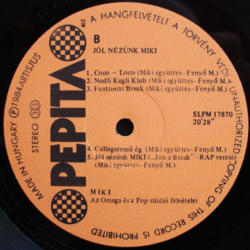 A HANGFELVÉTELT A TÖRVÉNY VÉDI. UNAUTHORIZED
COPYING OF THIS RECORD IS PROHIBITED
MADE IN HUNGARY Ⓟ 1984 ARTISJUS
STEREO 33
PEPITA
B
JÓL NÉZÜNK MIKI
1. Coco - Loco (Miki együttes - Fenyő M.)
2. Nudli Kugli Klub (Miki együttes - Fenyő M.)
3. Fantomas Break (Miki együttes - Fenyő M.)
SLPM 17870
20'28"
4. Csillagszemű ég (Miki együttes - Fenyő M.)
5. Jól nézünk MIKI („Jön a Break" - RAP verzió)
(Miki együttes - Fenyő M.)
MIKI
Az Omega és a Pop stúdió felvételei